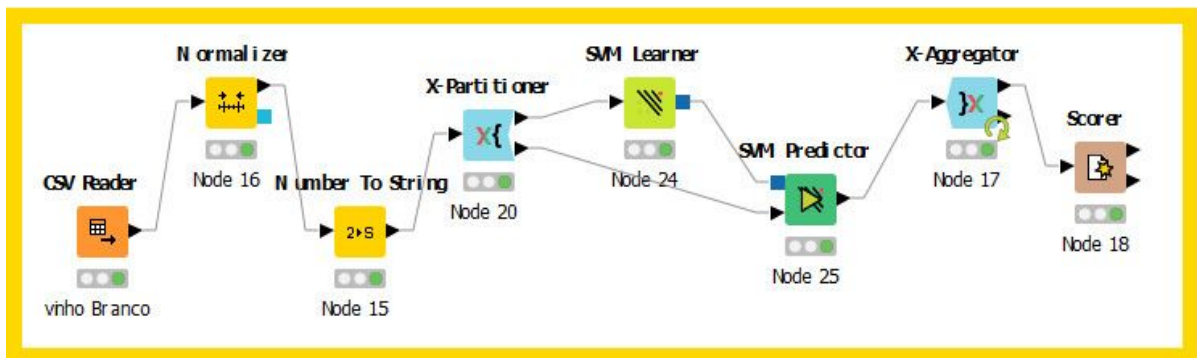 CSV Reader
vinho Branco
Normalizer
Node 16
Number To String
2▸S
Node 15
X-Partitioner
X{
Node 20
SVM Learner
Node 24
SVM Predictor
Node 25
X-Aggregator
}X
Node 17
Scorer
Node 18